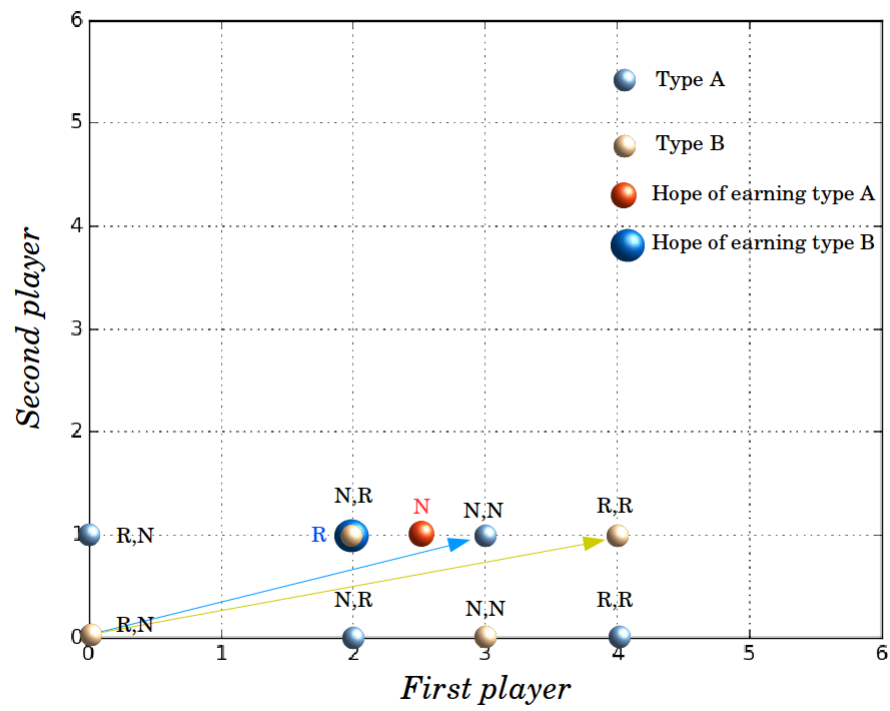 6
Type A
5
Type B
Hope of earning type A
4
Hope of earning type B
Second player
3
2
N,R
N
N,N
R,R
1
R,N
R
N,R
N,N
R,R
R,N
0
0
1
2
3
4
5
6
First player